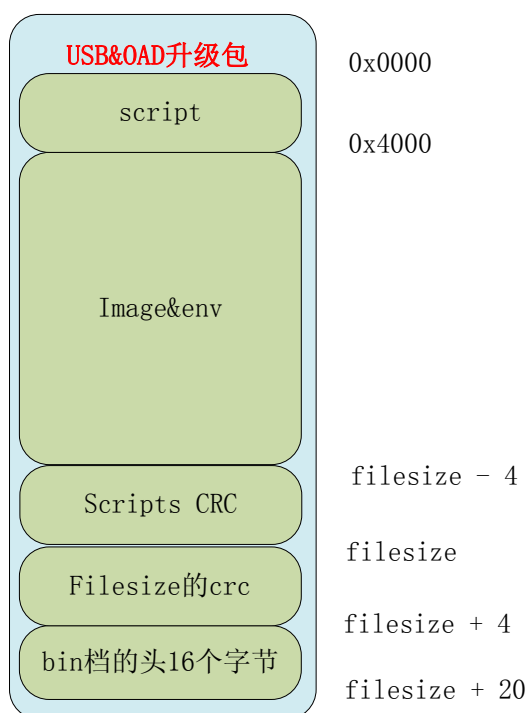 USB&OAD升级包
0x0000
script
0x4000
Image&env
filesize - 4
Scripts CRC
filesize
Filesize的crc
filesize + 4
bin档的头16个字节
filesize + 20